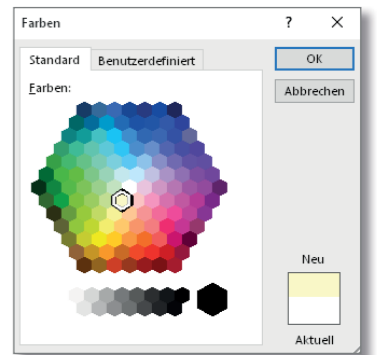 Farben ? ×
Standard Benutzerdefiniert
OK
Farben:
Abbrechen
Neu
Aktuell